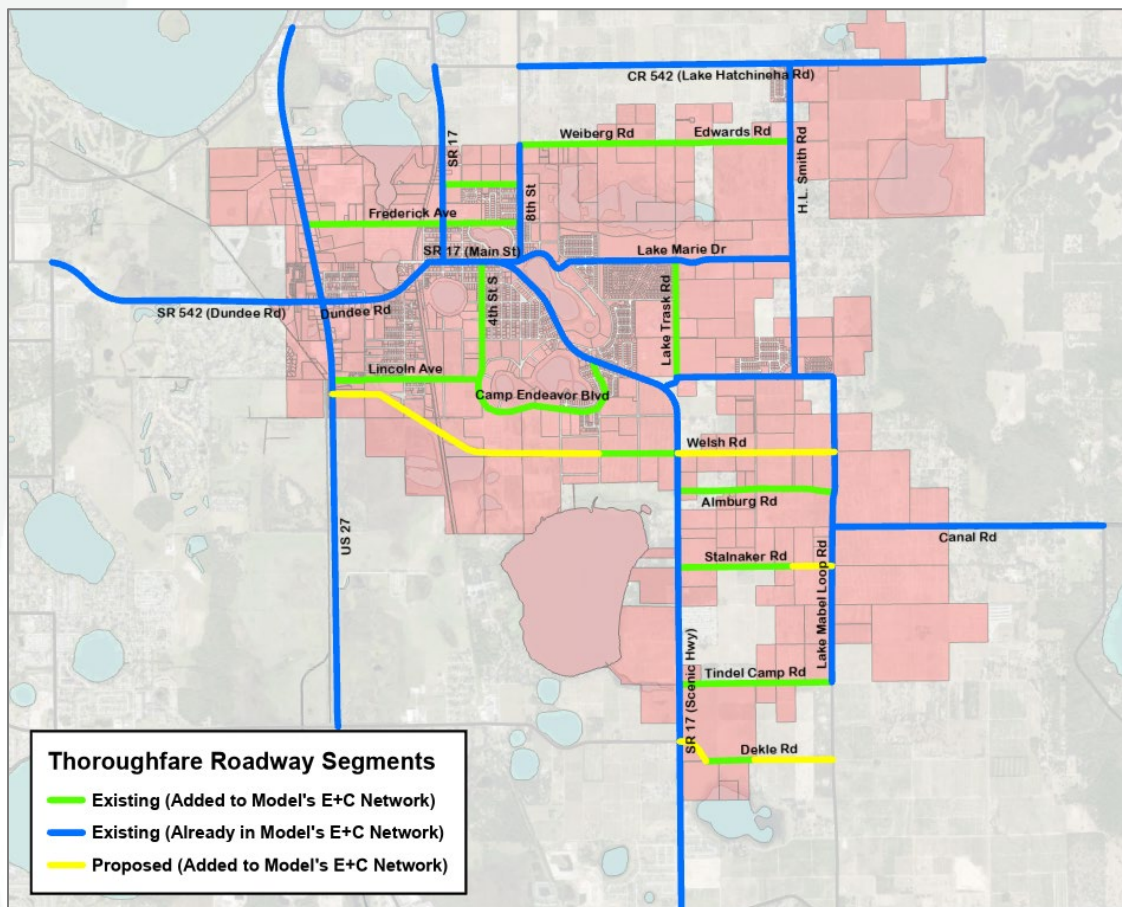 CR 542 (Lake Hatchineha Rd)
SR 17
Weiberg Rd
Edwards Rd
H.L. Smith Rd
8th St
Frederick Ave
SR 17 (Main St)
Lake Marie Dr
SR 542 (Dundee Rd)
Dundee Rd
4th St S
Lake Trask Rd
Lincoln Ave
Camp Endeavor Blvd
Welsh Rd
Almburg Rd
US 27
Canal Rd
Stalnaker Rd
Lake Mabel Loop Rd
Tindel Camp Rd
SR 17 (Scenic Hwy)
Dekle Rd
Thoroughfare Roadway Segments
Existing (Added to Model's E+C Network)
Existing (Already in Model's E+C Network)
Proposed (Added to Model's E+C Network)